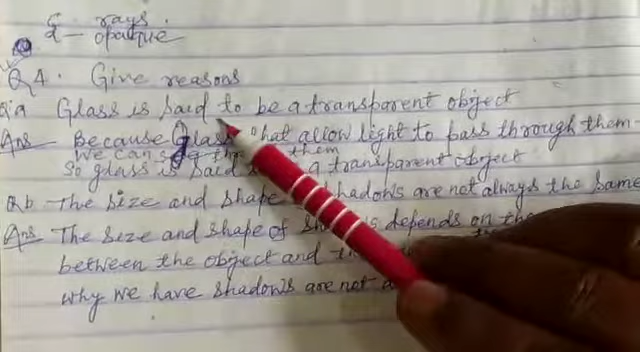 c. rays
d - opaque
Q4. Give reasons
Q.a Glass is said to be a transparent object
Ans Because glass that allow light to pass through them.
We can see them
So glass is said a transparent object
Qb The size and shape shadows are not always the same
Ans The size and shape of depends on the
between the object and
why we have shadows are not